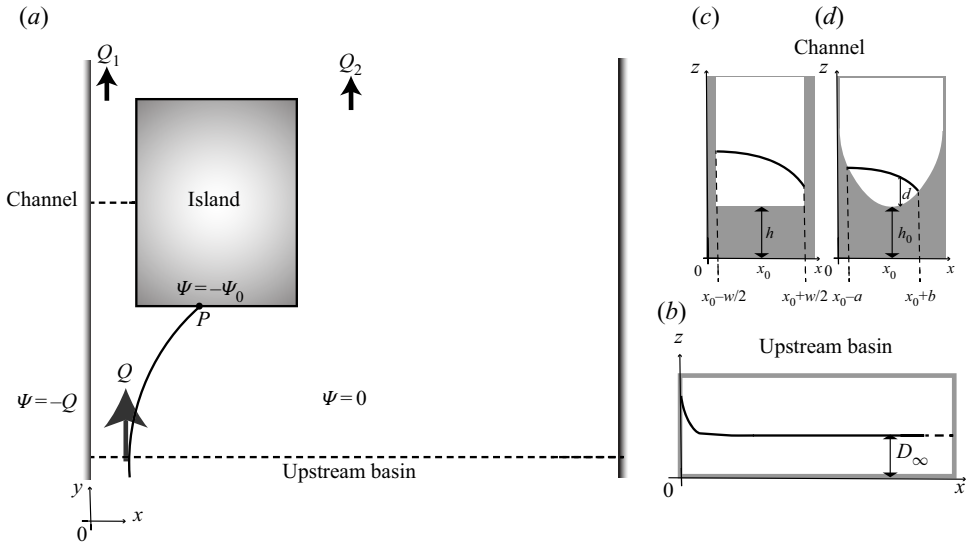 (a)
Q1
Q2
Channel
Island
Ψ=–Ψ0
P
Q
Ψ=–Q
Ψ=0
Upstream basin
y
x
0
(c)
(d)
Channel
z
z
h
d
h0
0
x0
x
0
x0
x
x0–w/2
x0+w/2
x0–a
x0+b
(b)
z
Upstream basin
D∞
0
x